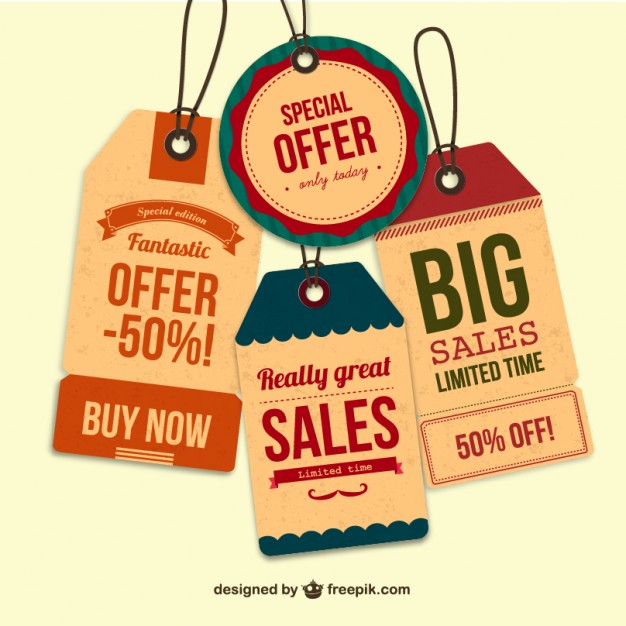 SPECIAL
OFFER
• only today •
Special edition
Fantastic
OFFER
-50%!
BUY NOW
BIG
SALES
LIMITED TIME
50% OFF!
Really great
SALES
Limited time
designed by freepik.com